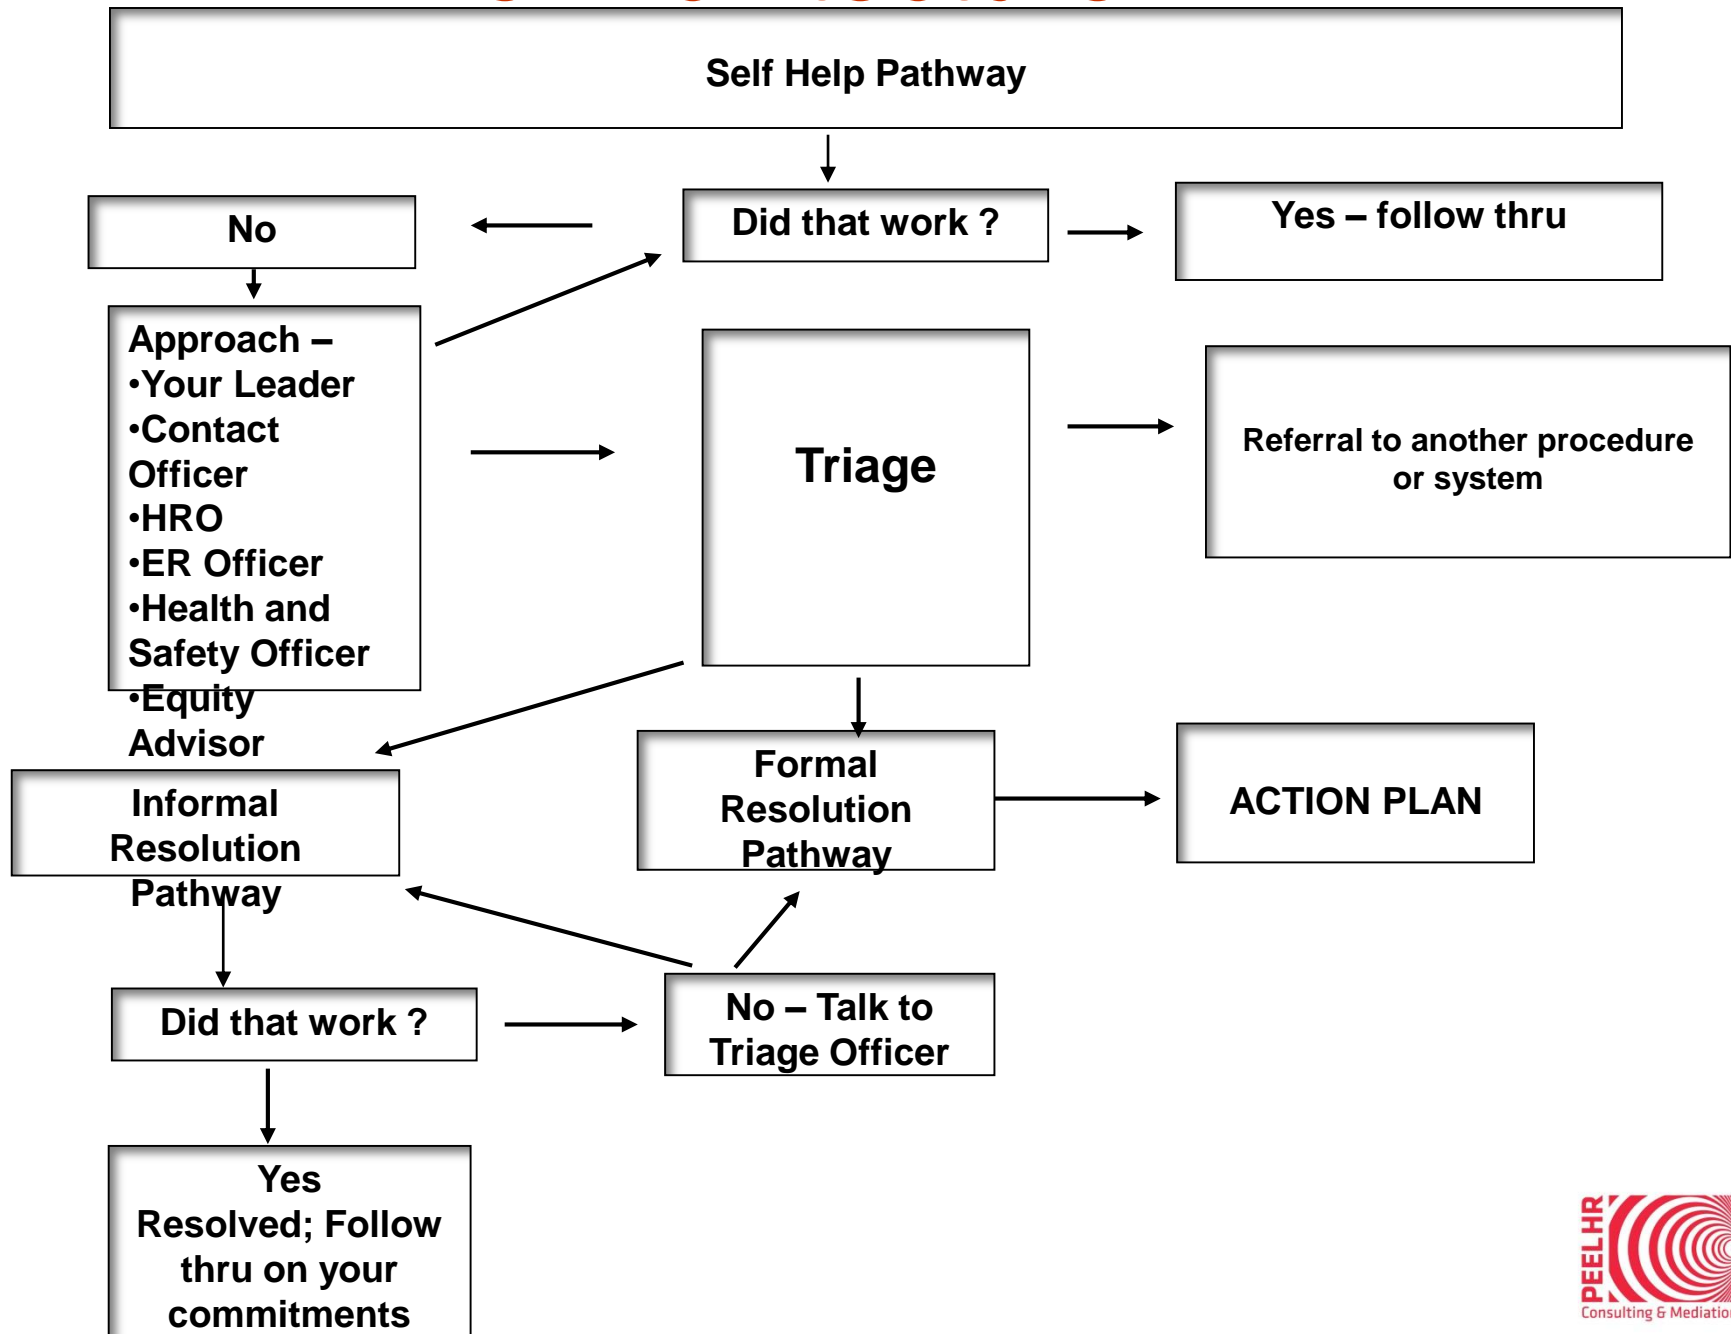 Self Help Pathway
No
Did that work ?
Yes – follow thru
Approach –
•Your Leader
•Contact
Officer
•HRO
•ER Officer
•Health and
Safety Officer
•Equity
Advisor
Triage
Referral to another procedure
or system
Informal
Resolution
Pathway
Formal
Resolution
Pathway
ACTION PLAN
Did that work ?
No – Talk to
Triage Officer
Yes
Resolved; Follow
thru on your
commitments
PEELHR
Consulting & Mediation